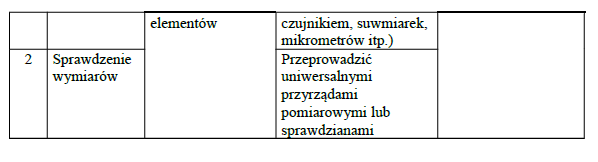 elementów
czujnikiem, suwmiarek,
mikrometrów itp.)
2
Sprawdzenie
wymiarów
Przeprowadzić
uniwersalnymi
przyrządami
pomiarowymi lub
sprawdzianami